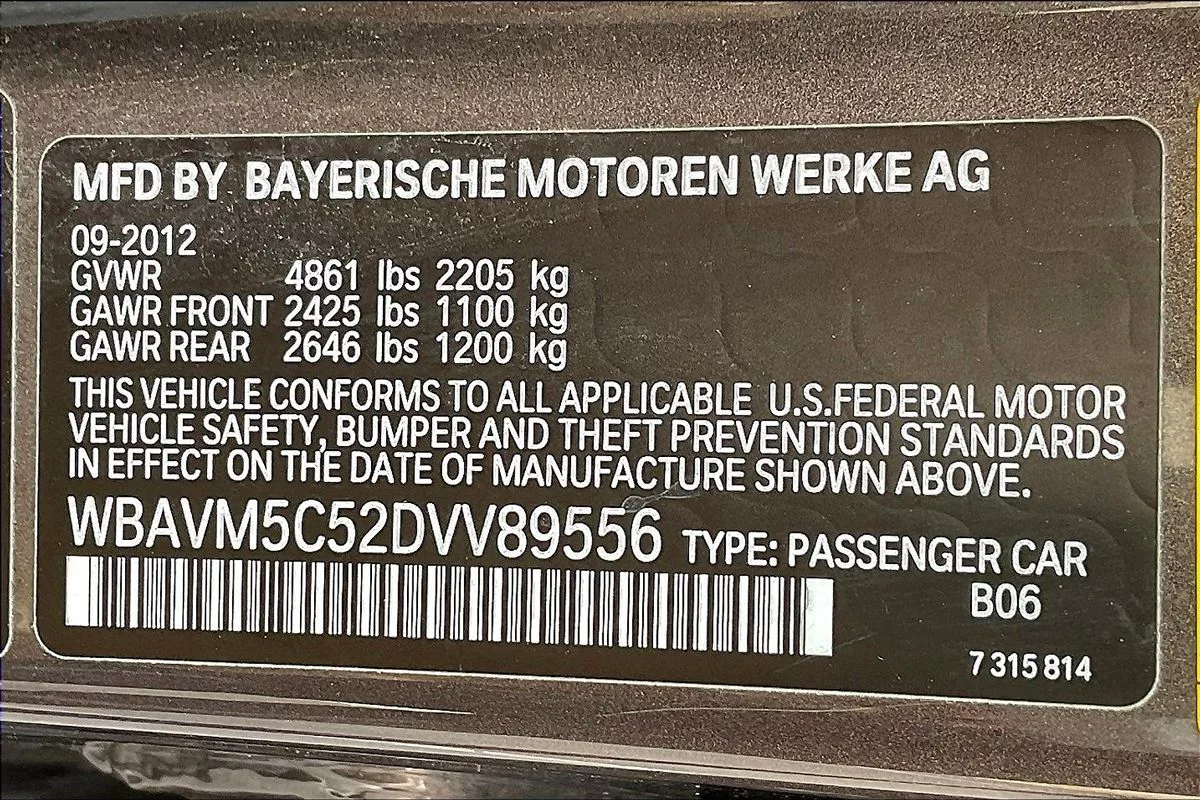 MFD BY BAYERISCHE MOTOREN WERKE AG
09-2012
GVWR 4861 lbs 2205 kg
GAWR FRONT 2425 lbs 1100 kg
GAWR REAR 2646 lbs 1200 kg
THIS VEHICLE CONFORMS TO ALL APPLICABLE U.S.FEDERAL MOTOR
VEHICLE SAFETY, BUMPER AND THEFT PREVENTION STANDARDS
IN EFFECT ON THE DATE OF MANUFACTURE SHOWN ABOVE.
WBAVM5C52DVV89556 TYPE: PASSENGER CAR
B06
7 315 814